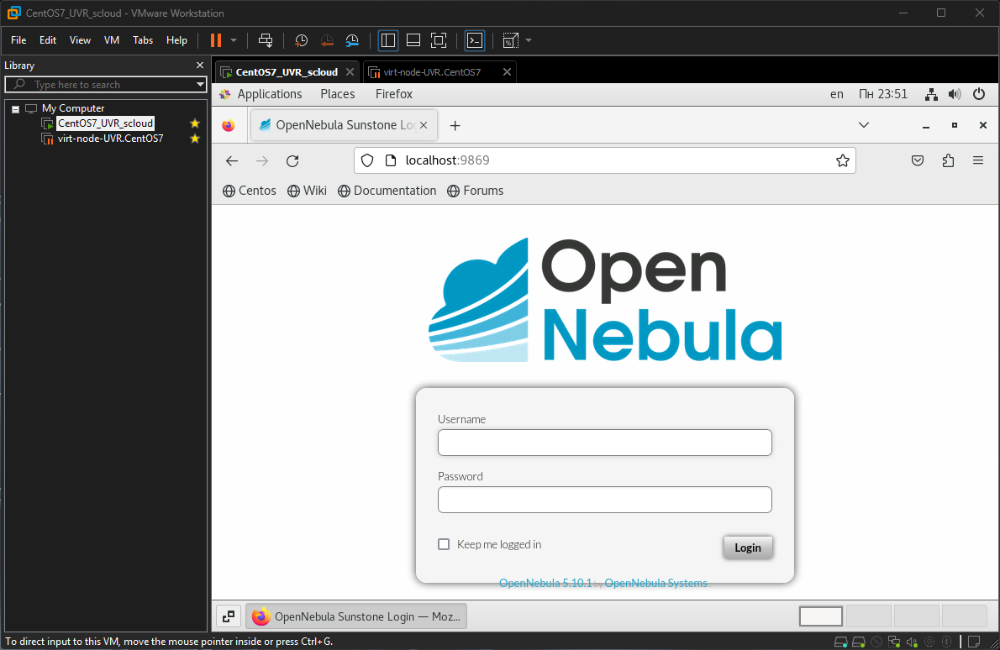 CentOS7_UVR_scloud - VMware Workstation
File Edit View VM Tabs Help
Library
Type here to search
My Computer
CentOS7_UVR_scloud
virt-node-UVR.CentOS7
CentOS7_UVR_scloud virt-node-UVR.CentOS7
Applications Places Firefox en Пн 23:51
OpenNebula Sunstone Lo
localhost:9869
Centos Wiki Documentation Forums
Open
Nebula
Username
Password
Keep me logged in Login
OpenNebula 5.10.1 by OpenNebula Systems
OpenNebula Sunstone Login — Moz...
To direct input to this VM, move the mouse pointer inside or press Ctrl+G.